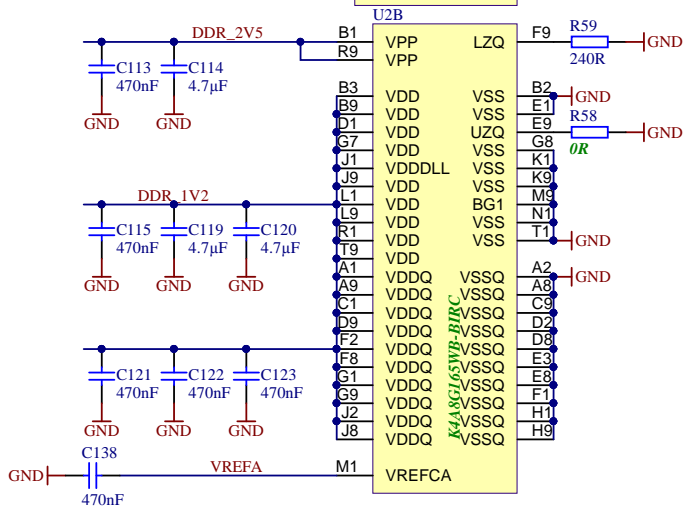 U2B
DDR_2V5 B1 VPP LZQ F9 R59 GND
R9 VPP 240R
C113 C114
470nF 4.7µF
GND GND
B3 VDD VSS B2 GND
B9 VDD VSS E1 R58
D1 VDD UZQ E9 GND
G7 VDD VSS G8 0R
J1 VDDDLL VSS K1
J9 VDD VSS K9
DDR_1V2 L1 VDD BG1 M9
L9 VDD VSS N1
R1 VDD VSS T1 GND
C115 C119 C120
470nF 4.7µF 4.7µF
GND GND GND
T9 VDD
A1 VDDQ VSSQ A2 GND
A9 VDDQ VSSQ A8
C1 VDDQ VSSQ C9
D9 VDDQ VSSQ D2
F2 VDDQ VSSQ D8
F8 VDDQ VSSQ E3
G1 VDDQ VSSQ E8
G9 VDDQ VSSQ F1
J2 VDDQ VSSQ H1
J8 VDDQ VSSQ H9
K4A8G165WB-BIRC
C121 C122 C123
470nF 470nF 470nF
GND GND GND
C138
GND VREFA M1 VREFCA
470nF